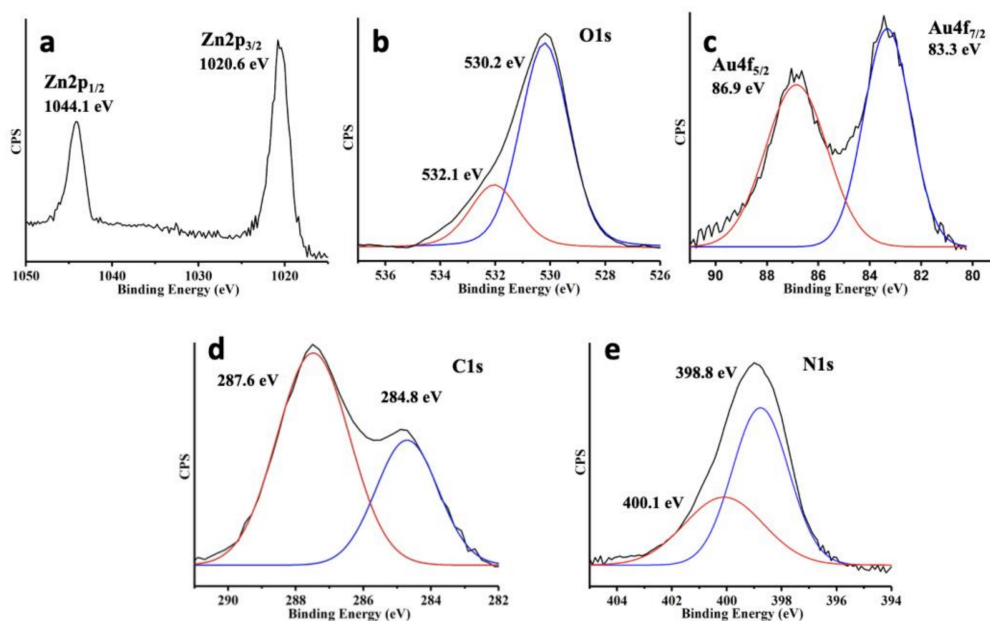 a
Zn2p3/2
1020.6 eV
Zn2p1/2
1044.1 eV
CPS
1050 1040 1030 1020
Binding Energy (eV)
b
O1s
530.2 eV
532.1 eV
CPS
536 534 532 530 528 526
Binding Energy (eV)
c
Au4f7/2
83.3 eV
Au4f5/2
86.9 eV
CPS
90 88 86 84 82 80
Binding Energy (eV)
d
C1s
287.6 eV
284.8 eV
CPS
290 288 286 284 282
Binding Energy (eV)
e
N1s
398.8 eV
400.1 eV
CPS
404 402 400 398 396 394
Binding Energy (eV)